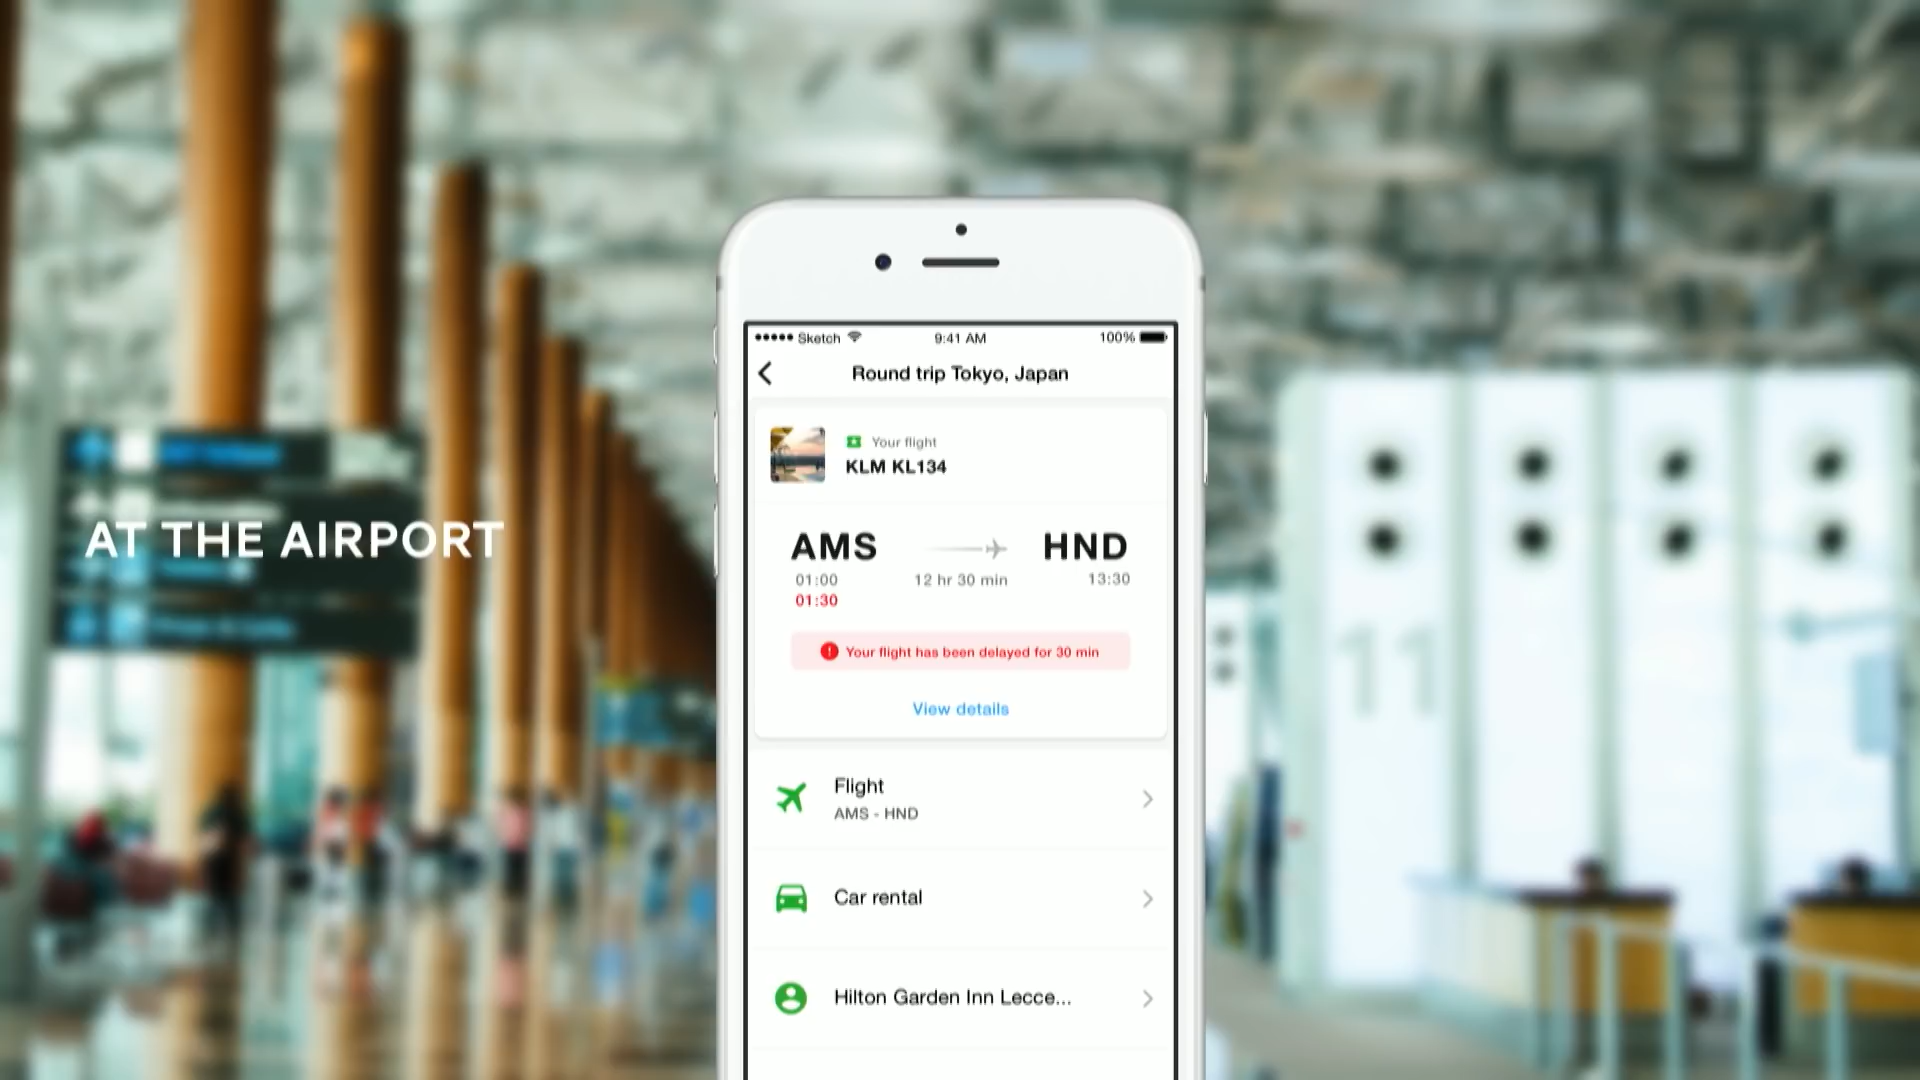 AT THE AIRPORT
Sketch 9:41 AM 100%
Round trip Tokyo, Japan
Your flight
KLM KL134
AMS HND
01:00 12 hr 30 min 13:30
01:30
! Your flight has been delayed for 30 min
View details
Flight
AMS - HND
Car rental
Hilton Garden Inn Lecce...
11